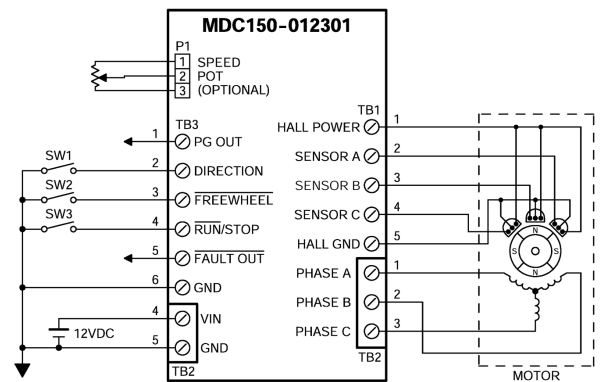 MDC150-012301
P1
1 SPEED
2 POT
3 (OPTIONAL)
TB3
1 PG OUT
SW1
2 DIRECTION
SW2
3 FREEWHEEL
SW3
4 RUN/STOP
5 FAULT OUT
6 GND
4 VIN
12VDC
5 GND
TB2
TB1
HALL POWER 1
SENSOR A 2
SENSOR B 3
SENSOR C 4
HALL GND 5
PHASE A 1
PHASE B 2
PHASE C 3
TB2
N
S S
N
MOTOR